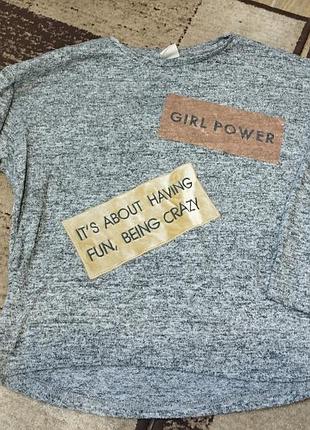 GIRL POWER
IT'S ABOUT HAVING
FUN, BEING CRAZY